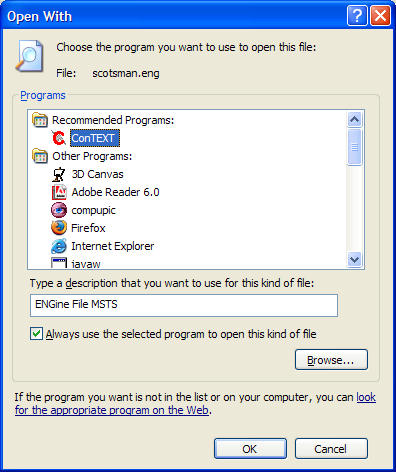 Open With
Choose the program you want to use to open this file:
File: scotsman.eng
Programs
Recommended Programs:
ConTEXT
Other Programs:
3D Canvas
Adobe Reader 6.0
compupic
Firefox
Internet Explorer
javaw
Type a description that you want to use for this kind of file:
ENGine File MSTS
Always use the selected program to open this kind of file
Browse...
If the program you want is not in the list or on your computer, you can look
for the appropriate program on the Web.
OK Cancel